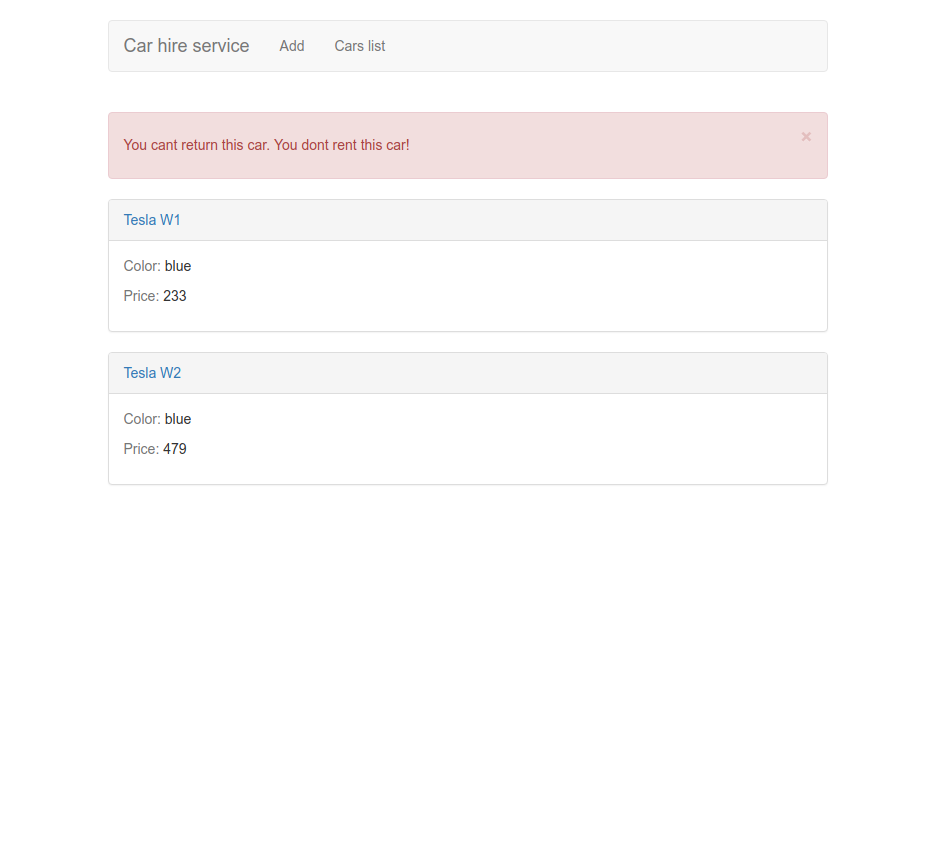 Car hire service Add Cars list
You cant return this car. You dont rent this car! ×
Tesla W1
Color: blue
Price: 233
Tesla W2
Color: blue
Price: 479